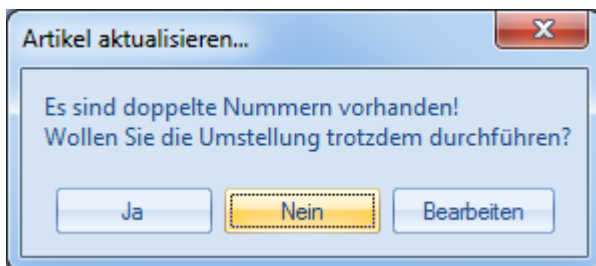 Artikel aktualisieren...
Es sind doppelte Nummern vorhanden!
Wollen Sie die Umstellung trotzdem durchführen?
Ja
Nein
Bearbeiten